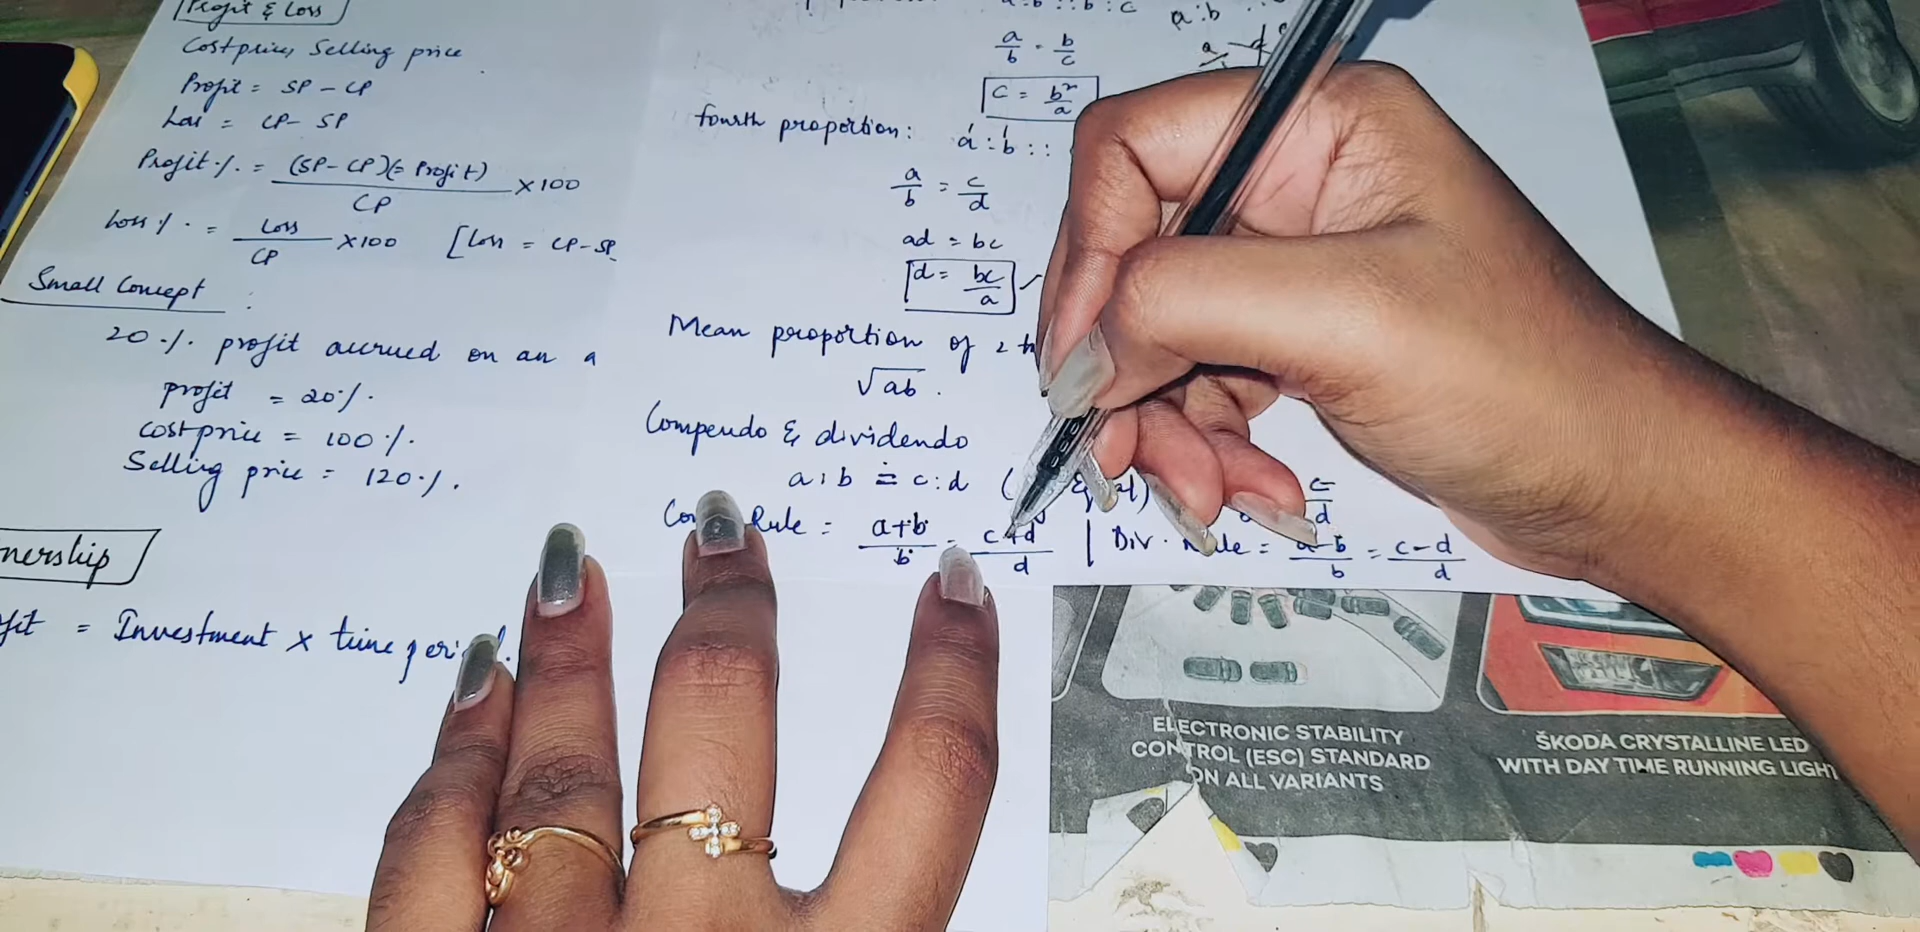 Profit & Loss
Cost price, Selling price
Profit = SP - CP
CP - SP
Profit % = (SP - CP)(= Profit) / CP × 100
Loss % = Loss / CP × 100 [Loss = CP - SP
Small Concept :
20 % profit accrued on an a
profit = 20 %.
cost price = 100 %.
Selling price = 120 %.
nership
fit = Investment × time
a : b
a/b = b/c
c = b²/a
fourth proportion : a : b ::
a/b = c/d
ad = bc
d = bc/a
Mean proportion of 2
√ab .
Compendo & dividendo
a : b = c : d
c/d
Rule = a+b/b = c+d/d | Div. Rule = a-b/b = c-d/d
ELECTRONIC STABILITY
CONTROL (ESC) STANDARD
ON ALL VARIANTS
ŠKODA CRYSTALLINE LED
WITH DAY TIME RUNNING LIGHT